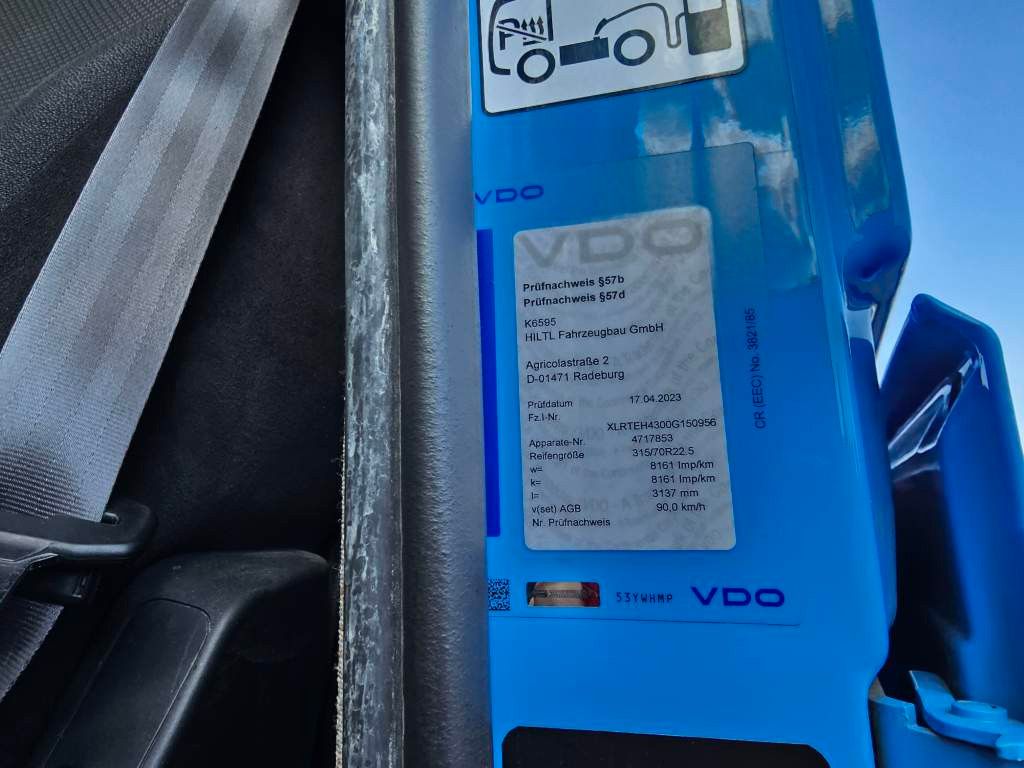 VDO
VDO
Prüfnachweis §57b
Prüfnachweis §57d
K6595
HILTL Fahrzeugbau GmbH
Agricolastraße 2
D-01471 Radeburg
Prüfdatum 17.04.2023
Fz.I-Nr.
XLRTEH4300G150956
Apparate-Nr. 4717853
Reifengröße 315/70R22.5
w= 8161 Imp/km
k= 8161 Imp/km
l= 3137 mm
v(set) AGB 90,0 km/h
Nr. Prüfnachweis
CR (EEC) No. 3821/85
53YWHMP VDO